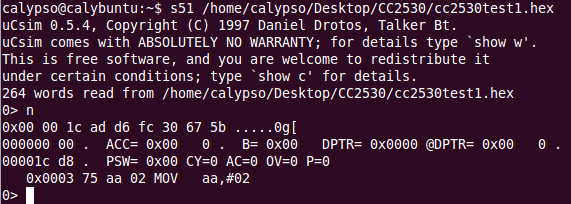 calypso@calybuntu:~$ s51 /home/calypso/Desktop/CC2530/cc2530test1.hex
uCsim 0.5.4, Copyright (C) 1997 Daniel Drotos, Talker Bt.
uCsim comes with ABSOLUTELY NO WARRANTY; for details type `show w'.
This is free software, and you are welcome to redistribute it
under certain conditions; type `show c' for details.
264 words read from /home/calypso/Desktop/CC2530/cc2530test1.hex
0> n
0x00 00 1c ad d6 fc 30 67 5b .....0g[
000000 00 .  ACC= 0x00   0 .  B= 0x00   DPTR= 0x0000 @DPTR= 0x00   0 .
00001c d8 .  PSW= 0x00 CY=0 AC=0 OV=0 P=0
   0x0003 75 aa 02 MOV   aa,#02
0>